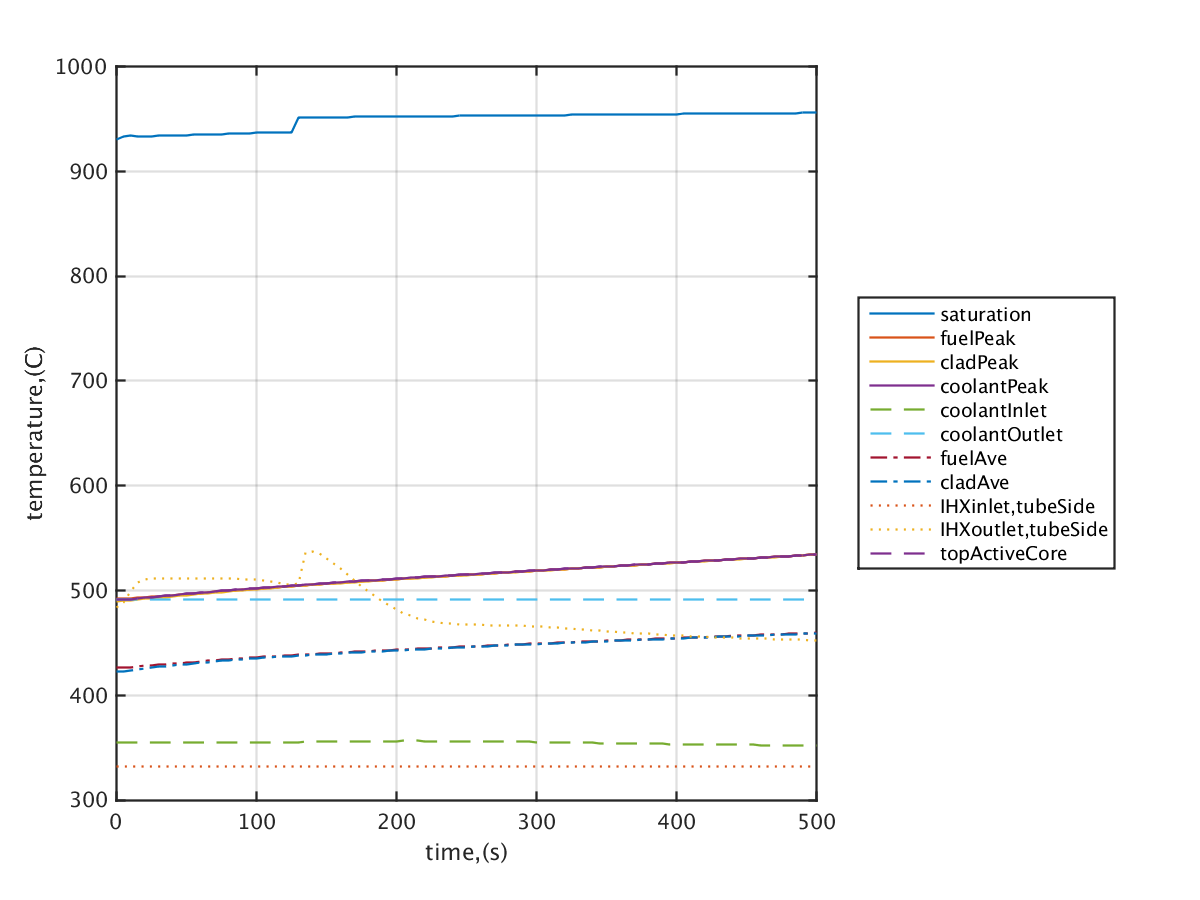 1000
900
800
700
600
500
400
300
temperature,(C)
0 100 200 300 400 500
time,(s)
saturation
fuelPeak
cladPeak
coolantPeak
coolantInlet
coolantOutlet
fuelAve
cladAve
IHXinlet,tubeSide
IHXoutlet,tubeSide
topActiveCore